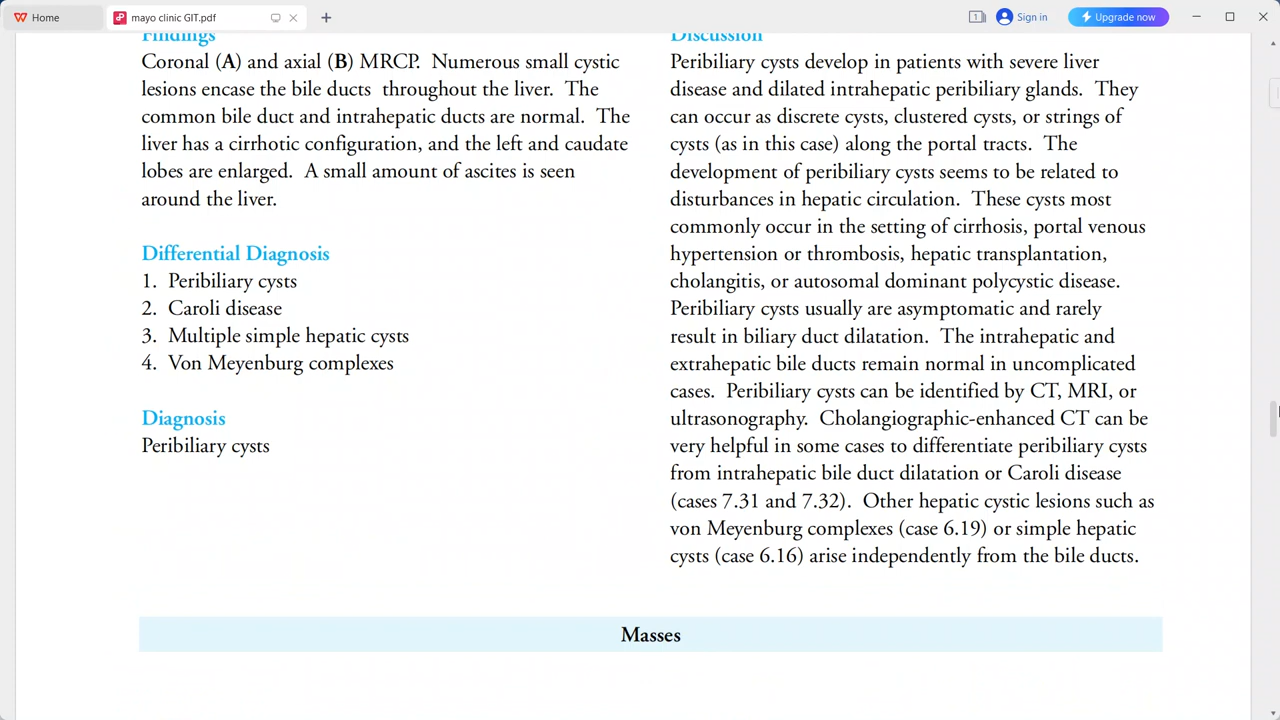 Home
mayo clinic GIT.pdf
Sign in
Upgrade now
Findings
Coronal (A) and axial (B) MRCP. Numerous small cystic
lesions encase the bile ducts throughout the liver. The
common bile duct and intrahepatic ducts are normal. The
liver has a cirrhotic configuration, and the left and caudate
lobes are enlarged. A small amount of ascites is seen
around the liver.
Differential Diagnosis
1. Peribiliary cysts
2. Caroli disease
3. Multiple simple hepatic cysts
4. Von Meyenburg complexes
Diagnosis
Peribiliary cysts
Discussion
Peribiliary cysts develop in patients with severe liver
disease and dilated intrahepatic peribiliary glands. They
can occur as discrete cysts, clustered cysts, or strings of
cysts (as in this case) along the portal tracts. The
development of peribiliary cysts seems to be related to
disturbances in hepatic circulation. These cysts most
commonly occur in the setting of cirrhosis, portal venous
hypertension or thrombosis, hepatic transplantation,
cholangitis, or autosomal dominant polycystic disease.
Peribiliary cysts usually are asymptomatic and rarely
result in biliary duct dilatation. The intrahepatic and
extrahepatic bile ducts remain normal in uncomplicated
cases. Peribiliary cysts can be identified by CT, MRI, or
ultrasonography. Cholangiographic-enhanced CT can be
very helpful in some cases to differentiate peribiliary cysts
from intrahepatic bile duct dilatation or Caroli disease
(cases 7.31 and 7.32). Other hepatic cystic lesions such as
von Meyenburg complexes (case 6.19) or simple hepatic
cysts (case 6.16) arise independently from the bile ducts.
Masses